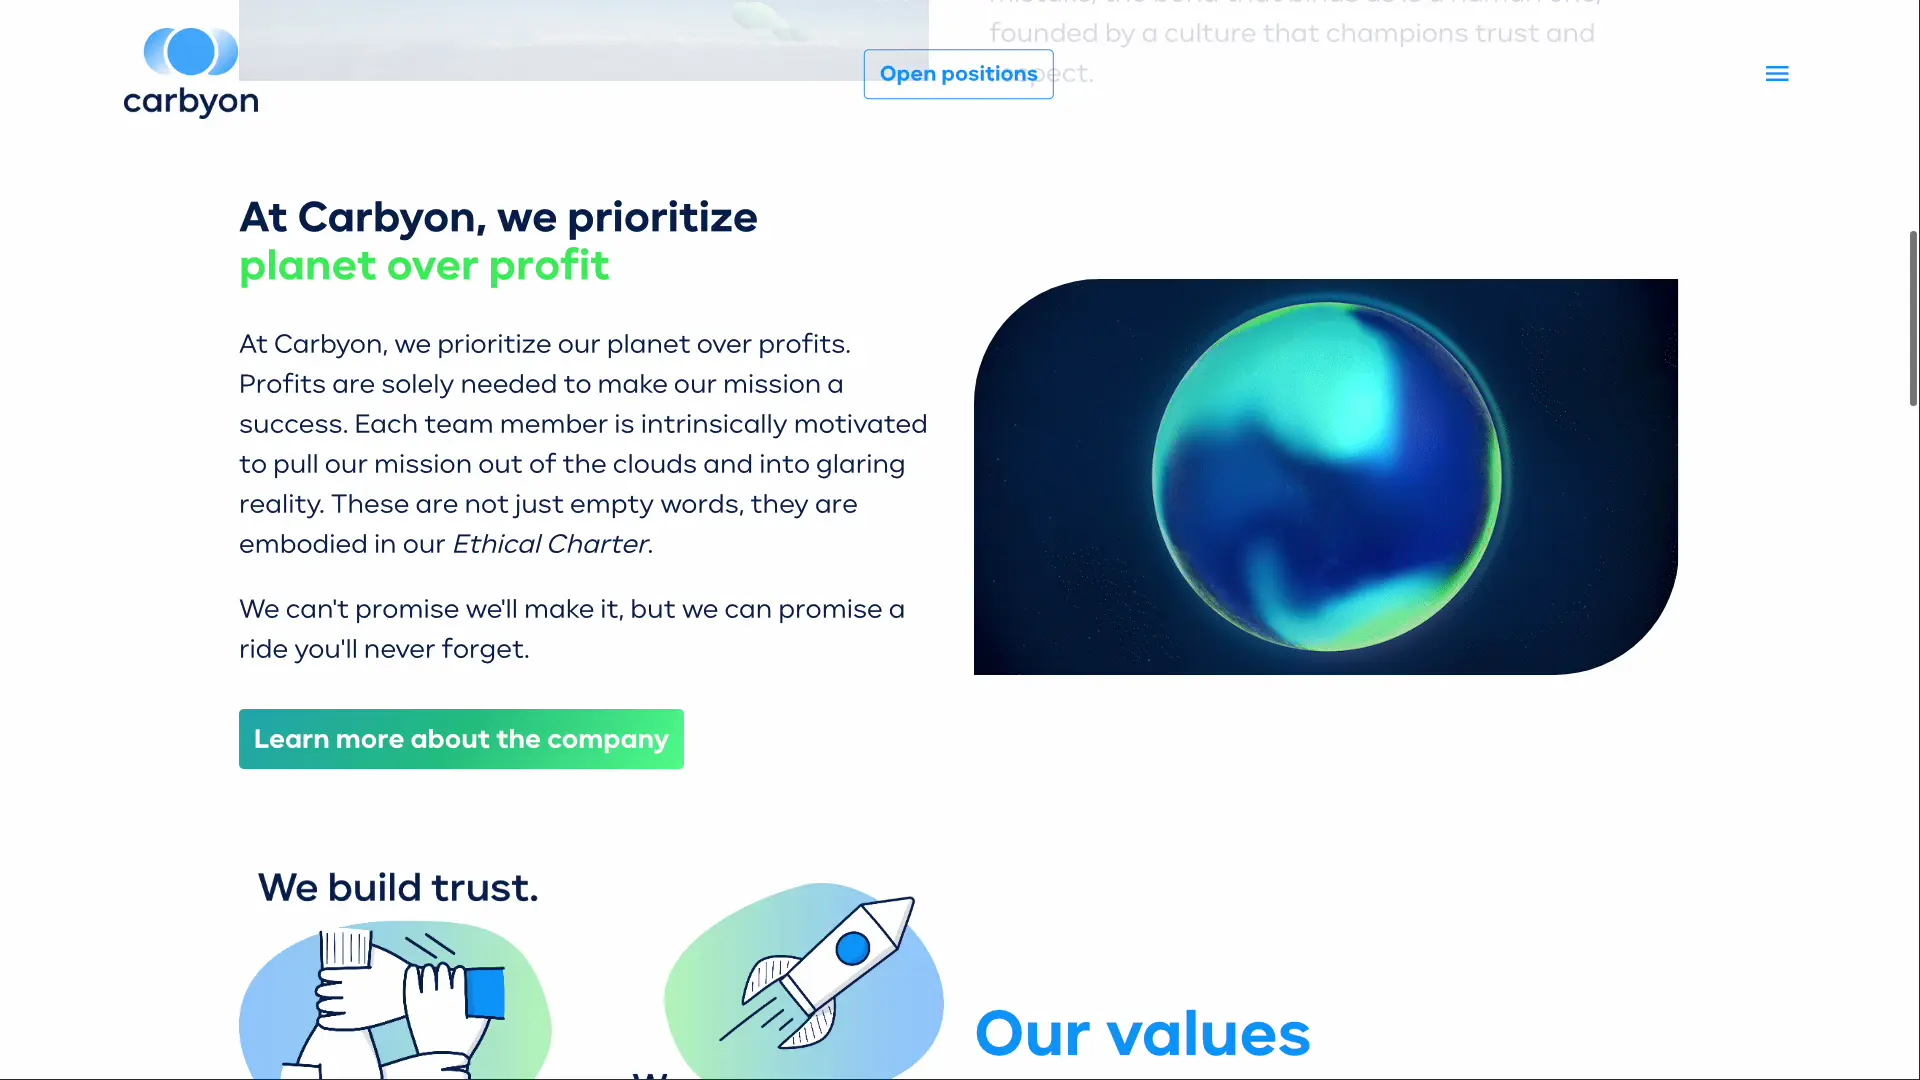 founded by a culture that champions trust and
carbyon
Open positions
pect.
At Carbyon, we prioritize
planet over profit
At Carbyon, we prioritize our planet over profits.
Profits are solely needed to make our mission a
success. Each team member is intrinsically motivated
to pull our mission out of the clouds and into glaring
reality. These are not just empty words, they are
embodied in our Ethical Charter.
We can't promise we'll make it, but we can promise a
ride you'll never forget.
Learn more about the company
We build trust.
Our values